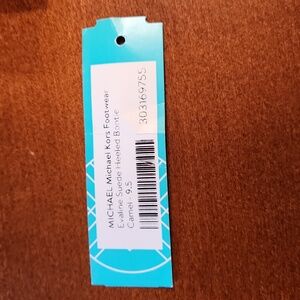 MICHAEL Michael Kors Footwear
Evaline Suede Heeled Bootie
Camel - 9.5
303169755